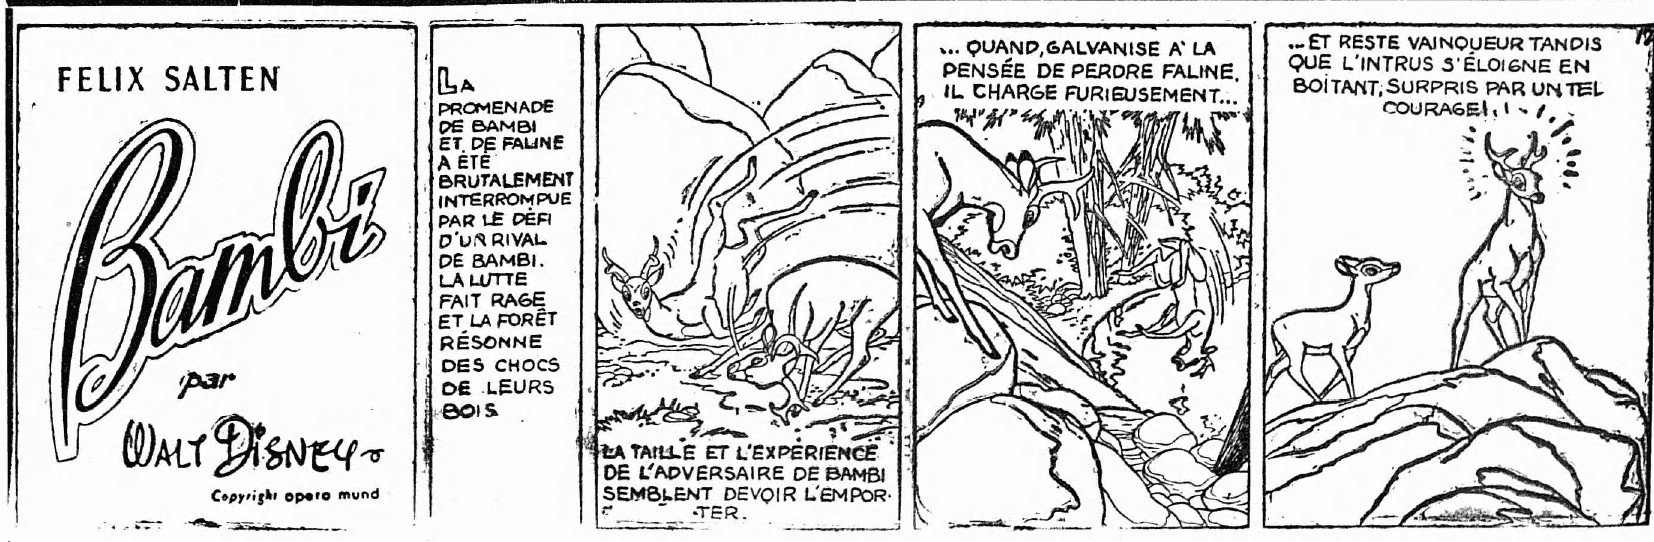 FELIX SALTEN
Bambi
par
WALT DISNEY
Copyright opera mund
LA
PROMENADE
DE BAMBI
ET DE FALINE
A ÉTÉ
BRUTALEMENT
INTERROMPUE
PAR LE DÉFI
D'UN RIVAL
DE BAMBI.
LA LUTTE
FAIT RAGE
ET LA FORÊT
RÉSONNE
DES CHOCS
DE LEURS
BOIS
LA TAILLE ET L'EXPÉRIENCE
DE L'ADVERSAIRE DE BAMBI
SEMBLENT DEVOIR L'EMPOR-
TER.
... QUAND, GALVANISE A' LA
PENSÉE DE PERDRE FALINE,
IL CHARGE FURIEUSEMENT...
...ET RESTE VAINQUEUR TANDIS
QUE L'INTRUS S'ÉLOIGNE EN
BOÎTANT, SURPRIS PAR UN TEL
COURAGE!